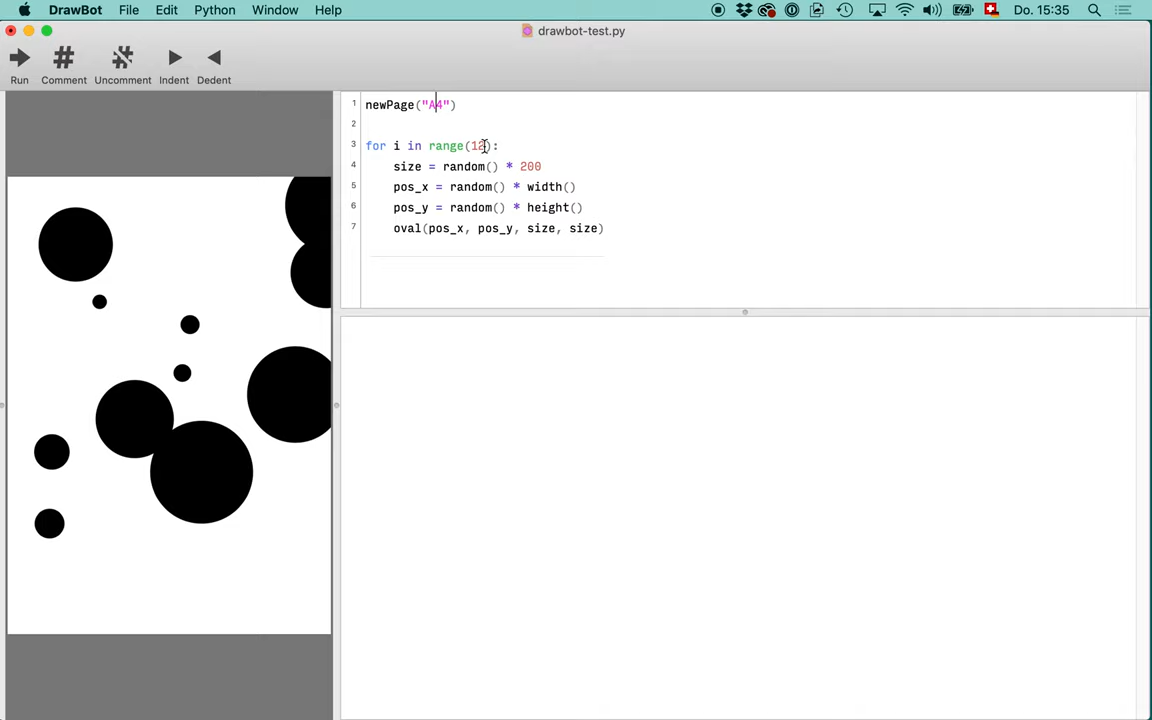 DrawBot File Edit Python Window Help Do. 15:35
drawbot-test.py
Run Comment Uncomment Indent Dedent
1 newPage("A4")
2
3 for i in range(12):
4 size = random() * 200
5 pos_x = random() * width()
6 pos_y = random() * height()
7 oval(pos_x, pos_y, size, size)